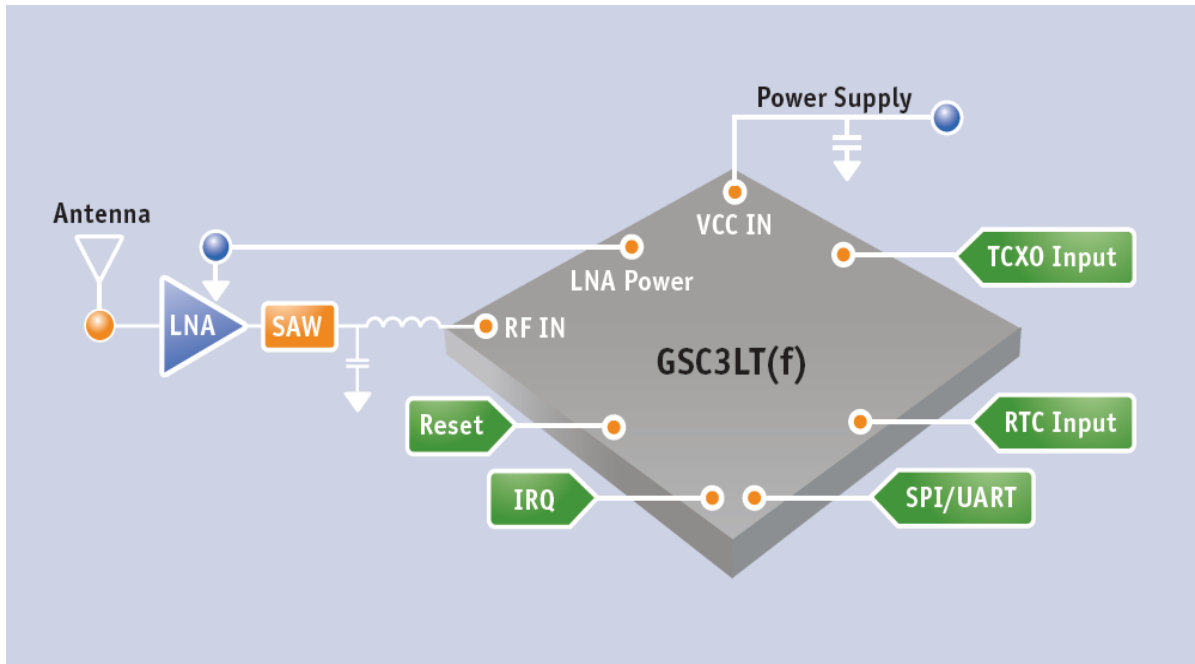 Power Supply
Antenna
VCC IN
TCXO Input
LNA Power
LNA
SAW
RF IN
GSC3LT(f)
Reset
RTC Input
IRQ
SPI/UART